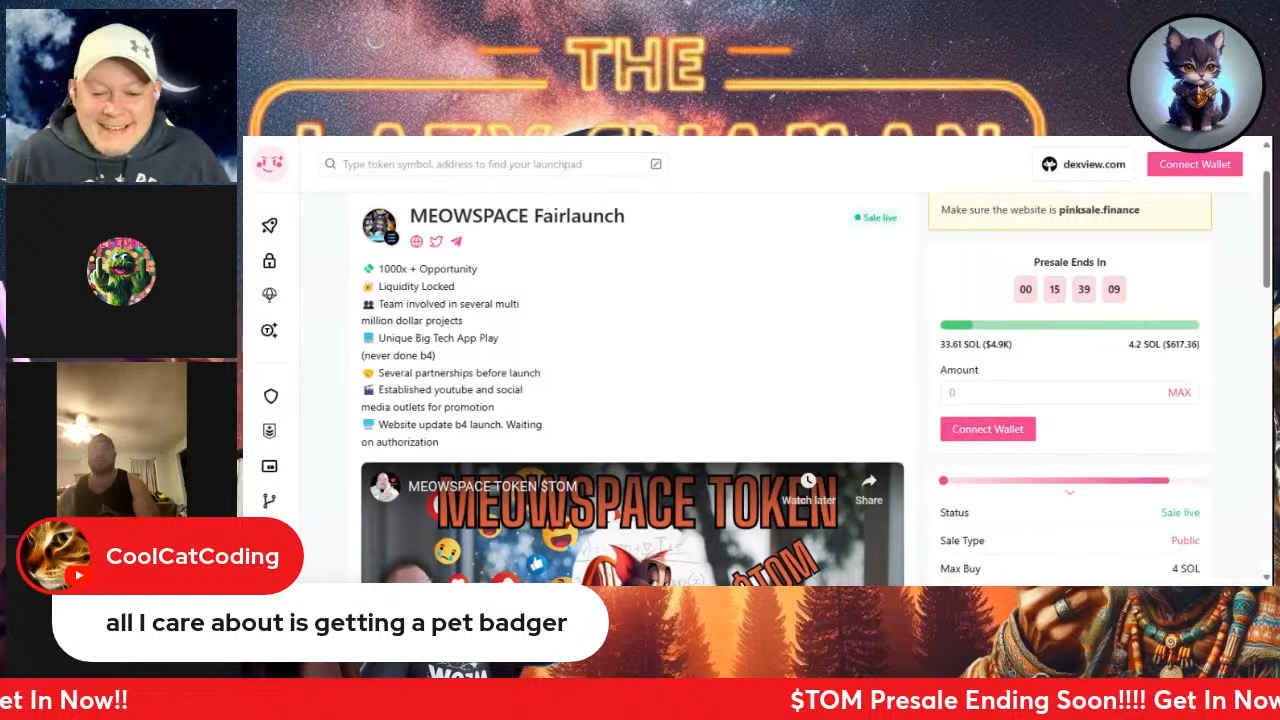 THE
LAZY SHAMAN
Type token symbol, address to find your launchpad
dexview.com
Connect Wallet
MEOWSPACE Fairlaunch
Sale live
Make sure the website is pinksale.finance
1000x + Opportunity
Liquidity Locked
Team involved in several multi
million dollar projects
Unique Big Tech App Play
(never done b4)
Several partnerships before launch
Established youtube and social
media outlets for promotion
Website update b4 launch. Waiting
on authorization
Presale Ends In
00 15 39 09
33.61 SOL ($4.9K) 4.2 SOL ($617.36)
Amount
0 MAX
Connect Wallet
Status Sale live
Sale Type Public
Max Buy 4 SOL
MEOWSPACE TOKEN $TOM
Watch later Share
MEOWSPACE TOKEN
$TOM
CoolCatCoding
all I care about is getting a pet badger
et In Now!! $TOM Presale Ending Soon!!!! Get In Now